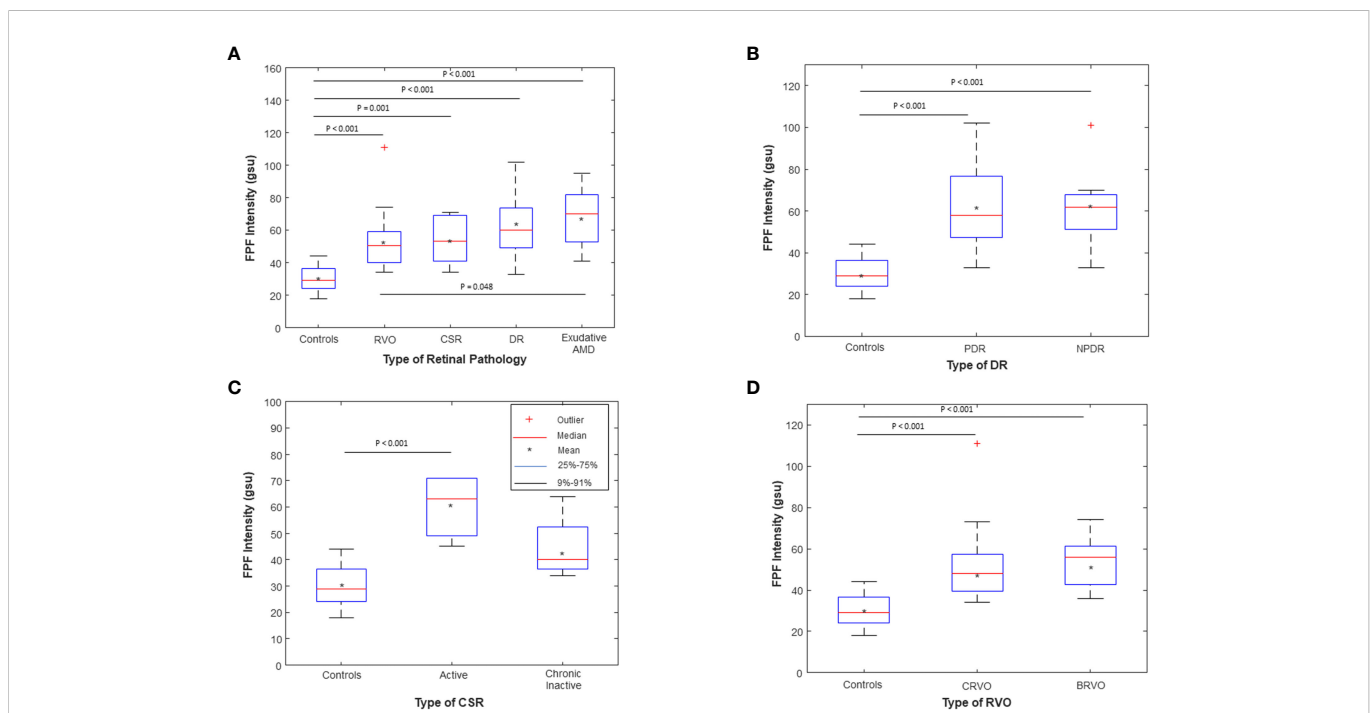 A
160
140
120
100
80
60
40
20
0
FPF Intensity (gsu)
P < 0.001
P < 0.001
P = 0.001
P < 0.001
P = 0.048
Controls
RVO
CSR
DR
Exudative
AMD
Type of Retinal Pathology
B
120
100
80
60
40
20
0
FPF Intensity (gsu)
P < 0.001
P < 0.001
Controls
PDR
NPDR
Type of DR
C
100
90
80
70
60
50
40
30
20
10
0
FPF Intensity (gsu)
P < 0.001
Outlier
Median
Mean
25%-75%
9%-91%
Controls
Active
Chronic
Inactive
Type of CSR
D
120
100
80
60
40
20
0
FPF Intensity (gsu)
P < 0.001
P < 0.001
Controls
CRVO
BRVO
Type of RVO